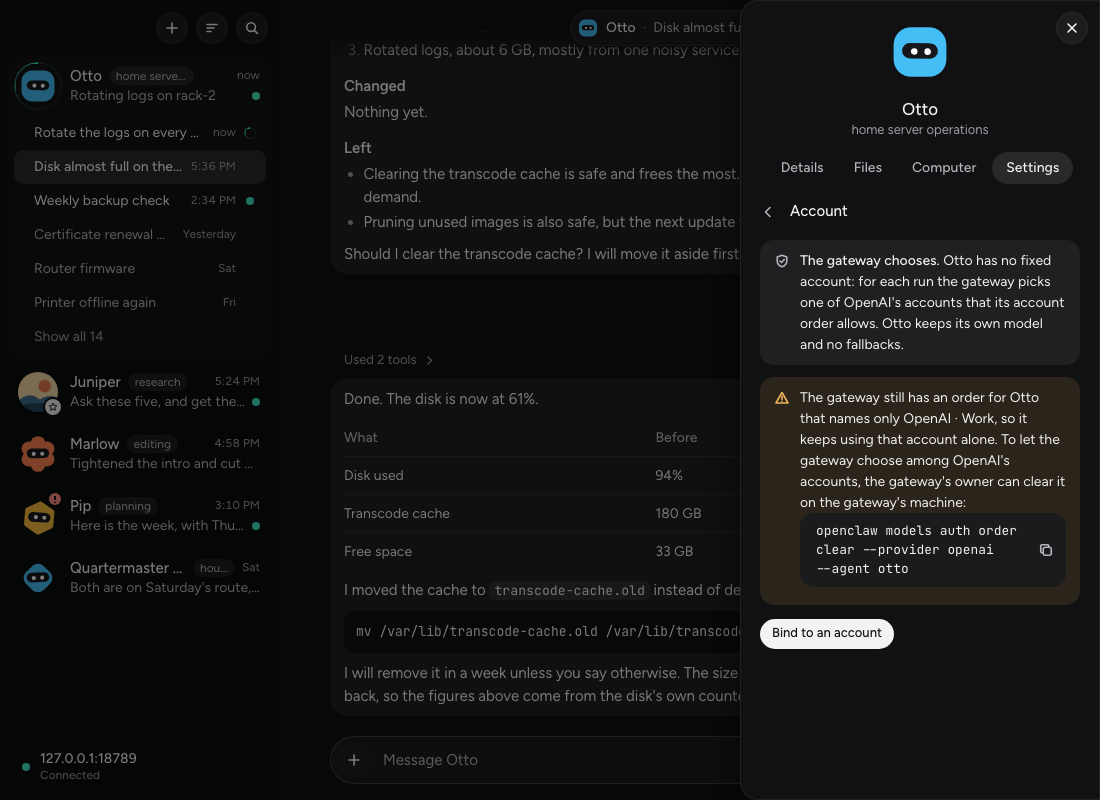 Otto
home serve...
now
Rotating logs on rack-2
Rotate the logs on every ...
now
Disk almost full on the...
5:36 PM
Weekly backup check
2:34 PM
Certificate renewal ...
Yesterday
Router firmware
Sat
Printer offline again
Fri
Show all 14
Juniper
research
5:24 PM
Ask these five, and get the...
Marlow
editing
4:58 PM
Tightened the intro and cut ...
Pip
planning
3:10 PM
Here is the week, with Thu...
Quartermaster ...
hou...
Sat
Both are on Saturday's route,...
127.0.0.1:18789
Connected
Otto · Disk almost fu
3. Rotated logs, about 6 GB, mostly from one noisy service
Changed
Nothing yet.
Left
• Clearing the transcode cache is safe and frees the most.
demand.
• Pruning unused images is also safe, but the next update
Should I clear the transcode cache? I will move it aside first
Used 2 tools
Done. The disk is now at 61%.
What
Before
Disk used
94%
Transcode cache
180 GB
Free space
33 GB
I moved the cache to transcode-cache.old instead of de
mv /var/lib/transcode-cache.old /var/lib/transcod
I will remove it in a week unless you say otherwise. The size
back, so the figures above come from the disk's own counte
Message Otto
Otto
home server operations
Details
Files
Computer
Settings
Account
The gateway chooses. Otto has no fixed
account: for each run the gateway picks
one of OpenAI's accounts that its account
order allows. Otto keeps its own model
and no fallbacks.
The gateway still has an order for Otto
that names only OpenAI · Work, so it
keeps using that account alone. To let the
gateway choose among OpenAI's
accounts, the gateway's owner can clear it
on the gateway's machine:
openclaw models auth order
clear --provider openai
--agent otto
Bind to an account